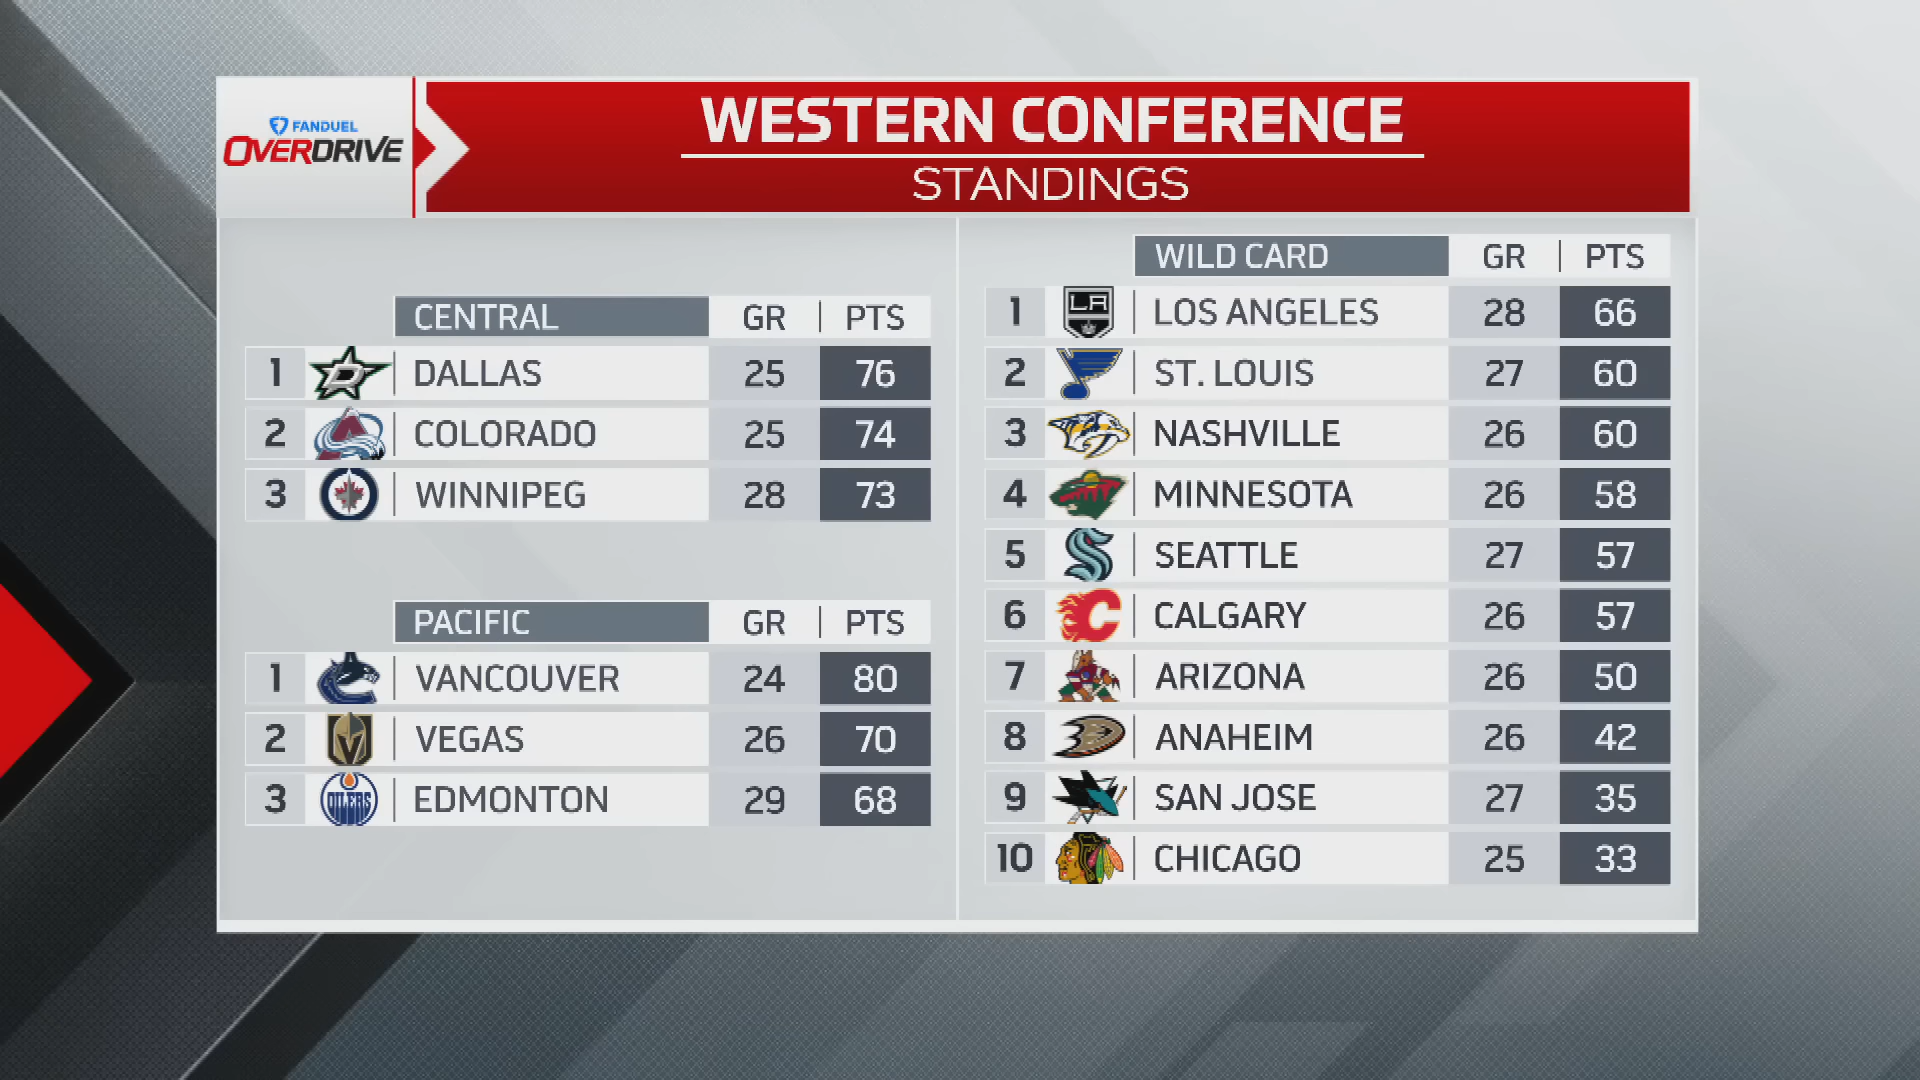 FANDUEL
OVERDRIVE
WESTERN CONFERENCE
STANDINGS
CENTRAL GR PTS
1 DALLAS 25 76
2 COLORADO 25 74
3 WINNIPEG 28 73
PACIFIC GR PTS
1 VANCOUVER 24 80
2 VEGAS 26 70
3 OILERS EDMONTON 29 68
WILD CARD GR PTS
1 LA LOS ANGELES 28 66
2 ST. LOUIS 27 60
3 NASHVILLE 26 60
4 MINNESOTA 26 58
5 SEATTLE 27 57
6 CALGARY 26 57
7 ARIZONA 26 50
8 ANAHEIM 26 42
9 SAN JOSE 27 35
10 CHICAGO 25 33